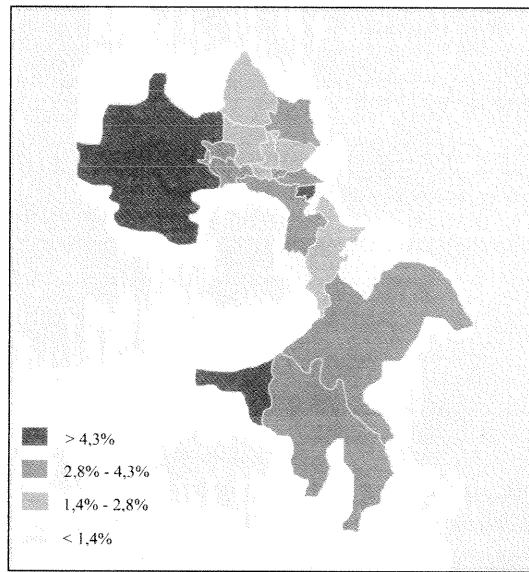 > 4,3%
2,8% - 4,3%
1,4% - 2,8%
< 1,4%